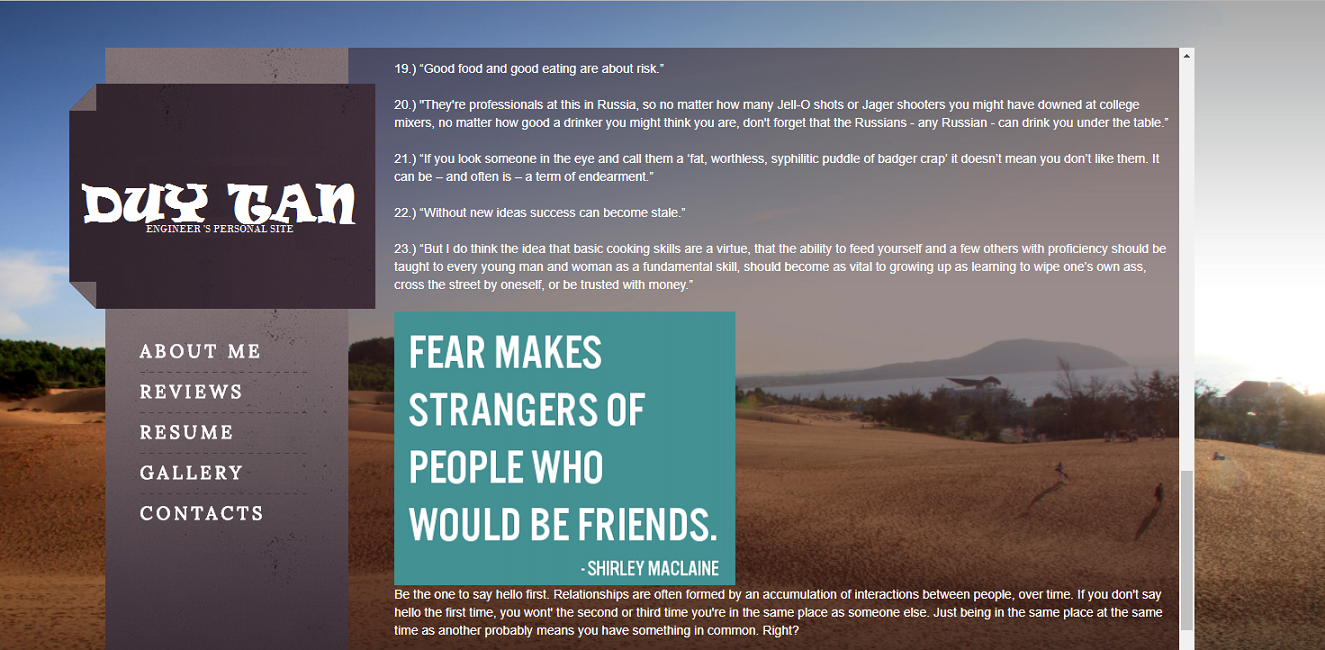 DUY TAN
ENGINEER 'S PERSONAL SITE
ABOUT ME
REVIEWS
RESUME
GALLERY
CONTACTS
19.) “Good food and good eating are about risk.”
20.) "They're professionals at this in Russia, so no matter how many Jell-O shots or Jager shooters you might have downed at college
mixers, no matter how good a drinker you might think you are, don't forget that the Russians - any Russian - can drink you under the table.”
21.) “If you look someone in the eye and call them a ‘fat, worthless, syphilitic puddle of badger crap’ it doesn’t mean you don’t like them. It
can be – and often is – a term of endearment.”
22.) “Without new ideas success can become stale.”
23.) “But I do think the idea that basic cooking skills are a virtue, that the ability to feed yourself and a few others with proficiency should be
taught to every young man and woman as a fundamental skill, should become as vital to growing up as learning to wipe one’s own ass,
cross the street by oneself, or be trusted with money.”
FEAR MAKES
STRANGERS OF
PEOPLE WHO
WOULD BE FRIENDS.
- SHIRLEY MACLAINE
Be the one to say hello first. Relationships are often formed by an accumulation of interactions between people, over time. If you don't say
hello the first time, you wont' the second or third time you're in the same place as someone else. Just being in the same place at the same
time as another probably means you have something in common. Right?